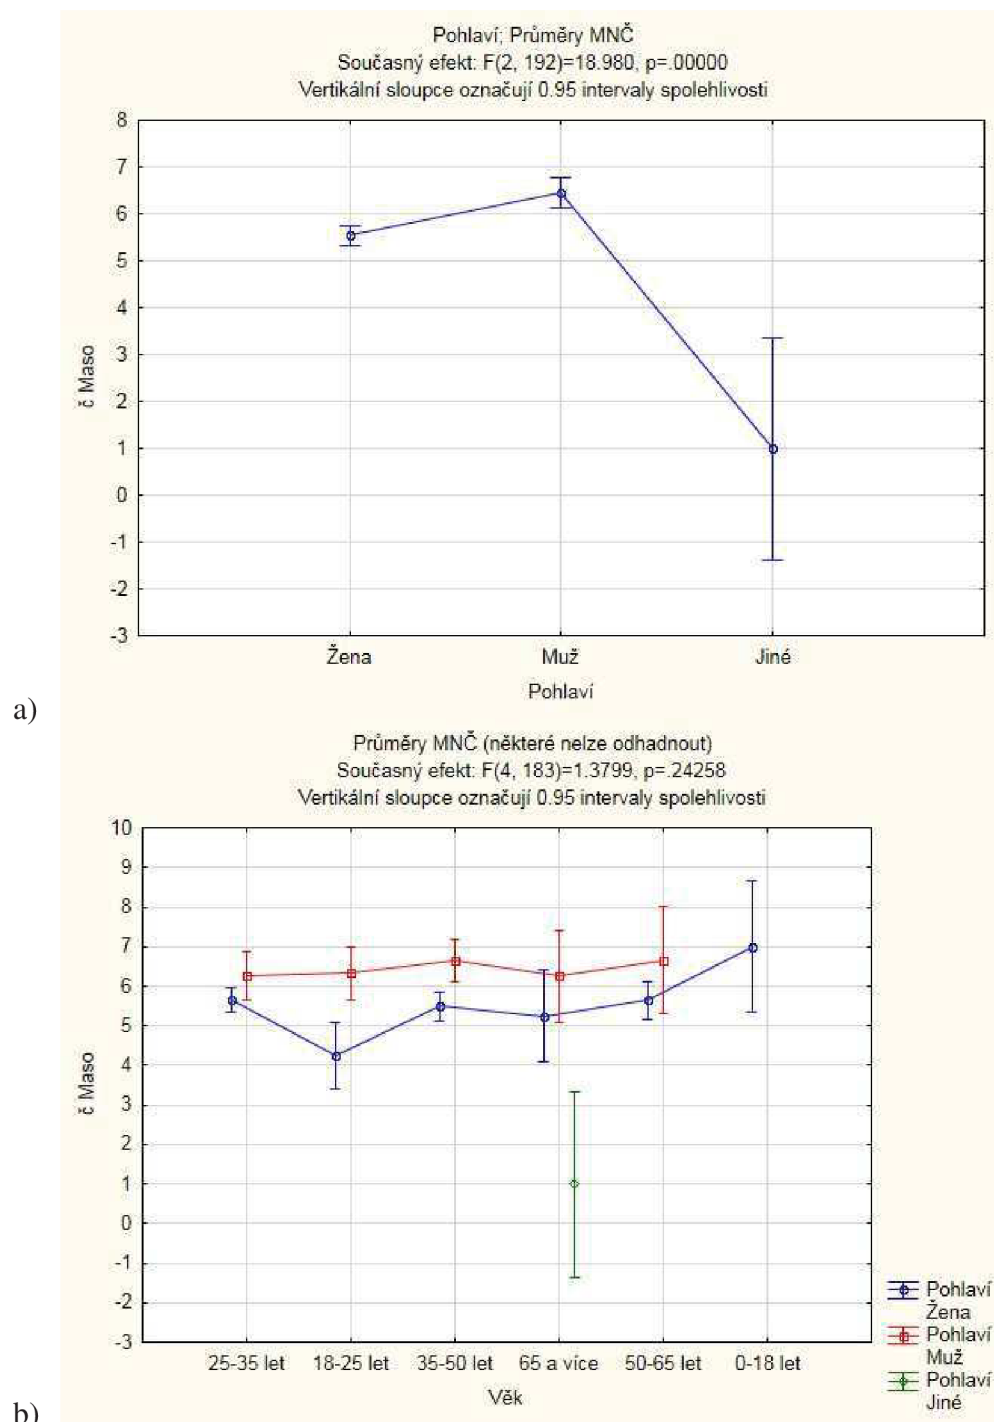 Pohlaví; Průměry MNČ
Současný efekt: F(2, 192)=18.980, p=.00000
Vertikální sloupce označují 0.95 intervaly spolehlivosti
8
7
6
5
4
3
2
1
0
-1
-2
-3
č Maso
Žena Muž Jiné
Pohlaví
a)
Průměry MNČ (některé nelze odhadnout)
Současný efekt: F(4, 183)=1.3799, p=.24258
Vertikální sloupce označují 0.95 intervaly spolehlivosti
10
9
8
7
6
5
4
3
2
1
0
-1
-2
-3
č Maso
25-35 let 18-25 let 35-50 let 65 a více 50-65 let 0-18 let
Věk
Pohlaví
Žena
Pohlaví
Muž
Pohlaví
Jiné
b)